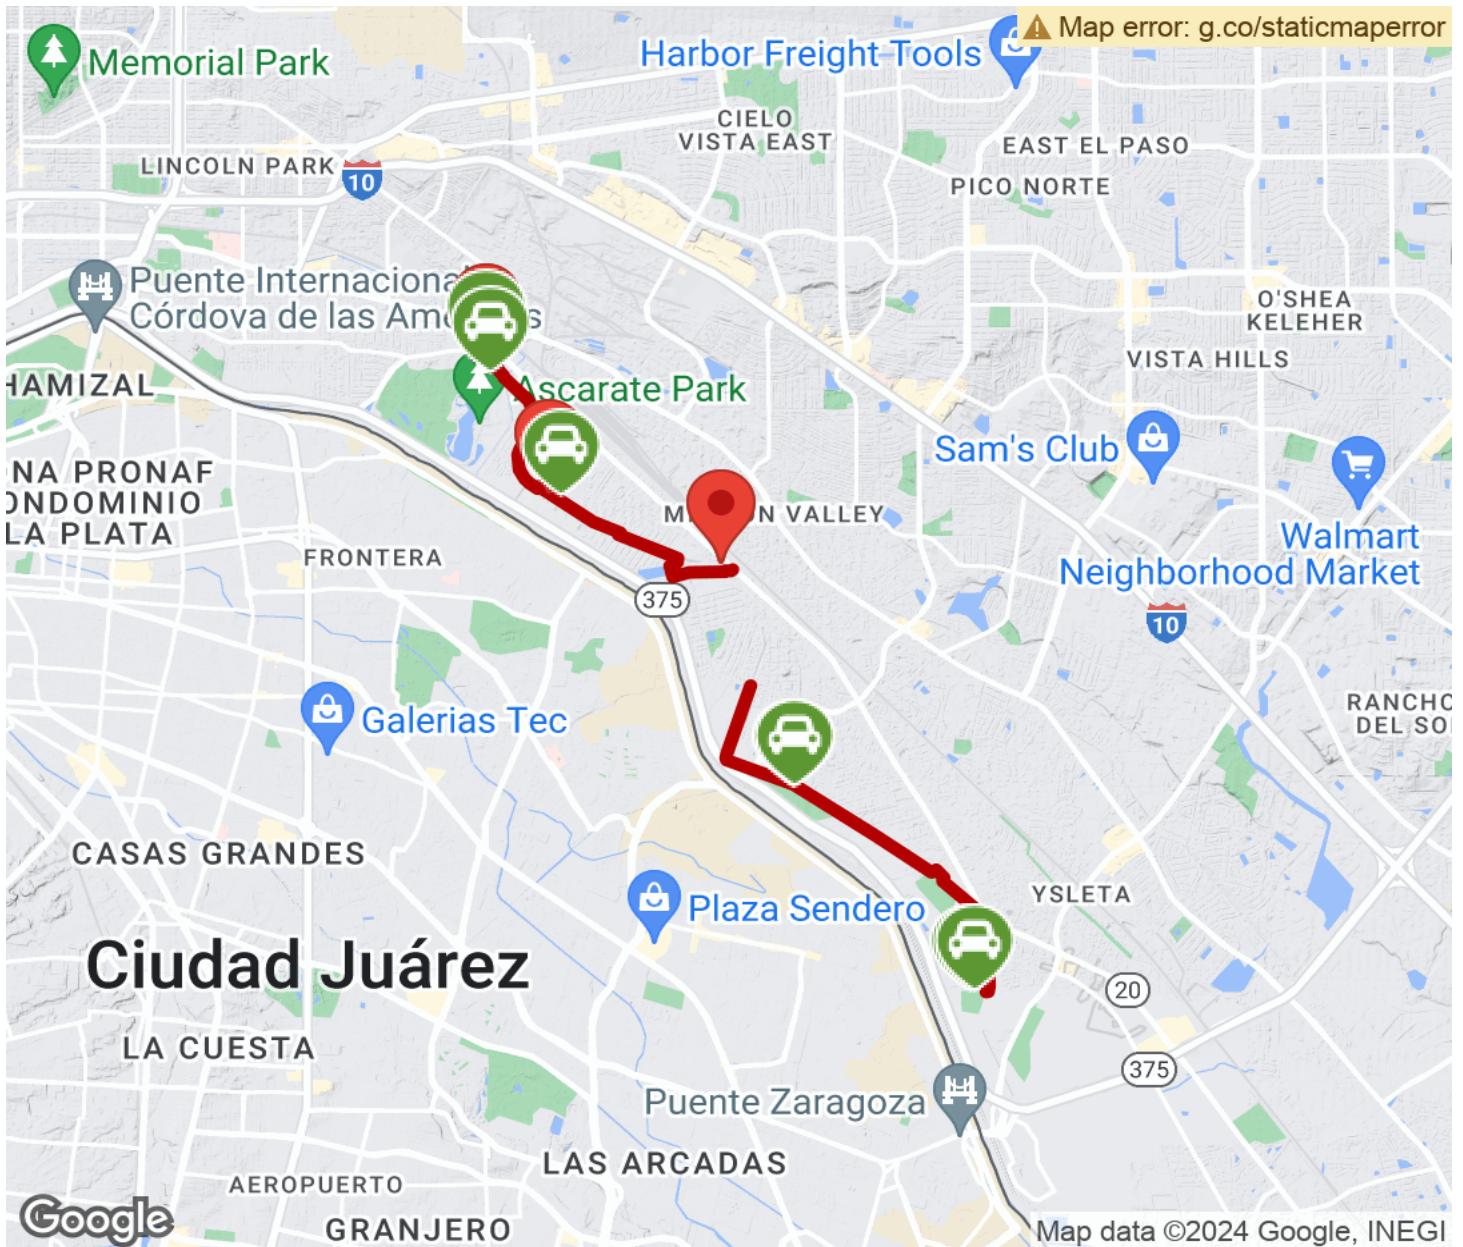 Map error: g.co/staticmaperror
Memorial Park
Harbor Freight Tools
CIELO
VISTA EAST
EAST EL PASO
LINCOLN PARK
10
PICO NORTE
Puente Internaciona
Córdova de las Am
s
O'SHEA
KELEHER
VISTA HILLS
HAMIZAL
Ascarate Park
Sam's Club
NA PRONAF
ONDOMINIO
LA PLATA
N VALLEY
Walmart
Neighborhood Market
FRONTERA
375
10
RANCHO
DEL SO
Galerias Tec
CASAS GRANDES
YSLETA
Plaza Sendero
Ciudad Juárez
20
LA CUESTA
375
Puente Zaragoza
LAS ARCADAS
AEROPUERTO
GRANJERO
Google
Map data ©2024 Google, INEGI